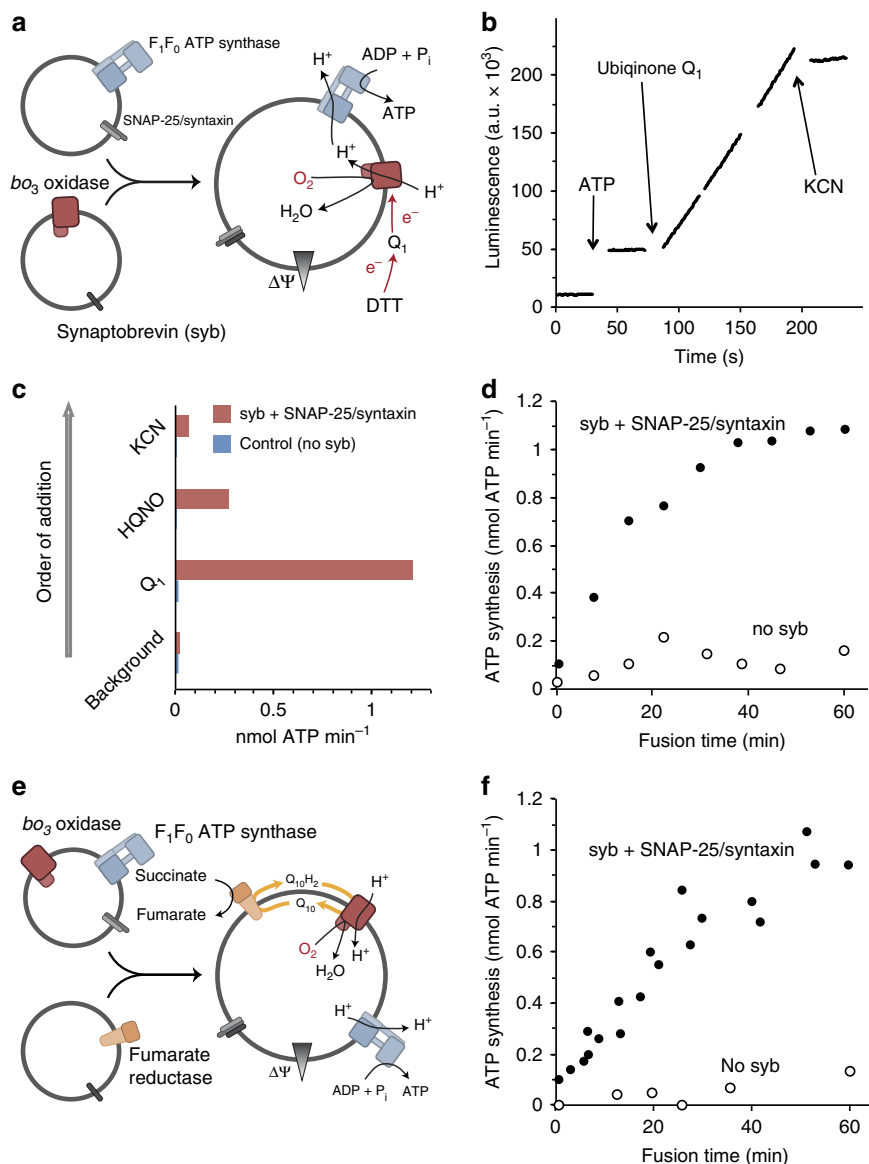 a
F1F0 ATP synthase
SNAP-25/syntaxin
bo3 oxidase
Synaptobrevin (syb)
H+
ADP + Pi
ATP
H+
O2
H+
H2O
e–
Q1
e–
ΔΨ
DTT
b
Luminescence (a.u. × 10³)
200
150
100
50
0
Ubiqinone Q1
ATP
KCN
0
50
100
150
200
Time (s)
c
Order of addition
KCN
HQNO
Q1
Background
syb + SNAP-25/syntaxin
Control (no syb)
0
0.5
1
nmol ATP min–1
d
ATP synthesis (nmol ATP min–1)
1.2
1
0.8
0.6
0.4
0.2
0
syb + SNAP-25/syntaxin
no syb
0
20
40
60
Fusion time (min)
e
bo3 oxidase
F1F0 ATP synthase
Succinate
Fumarate
Fumarate
reductase
Q10H2
Q10
H+
O2
H2O
H+
H+
H+
ΔΨ
ADP + Pi
ATP
f
ATP synthesis (nmol ATP min–1)
1.2
1
0.8
0.6
0.4
0.2
0
syb + SNAP-25/syntaxin
No syb
0
20
40
60
Fusion time (min)